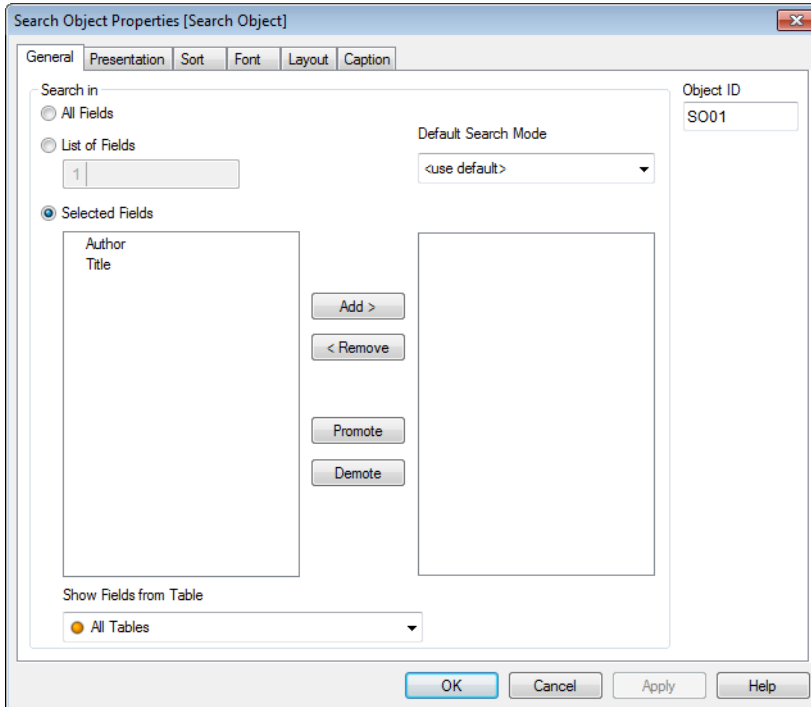 Search Object Properties [Search Object]
General Presentation Sort Font Layout Caption
Search in
All Fields
List of Fields
1
Default Search Mode
<use default>
Selected Fields
Author
Title
Add >
< Remove
Promote
Demote
Show Fields from Table
All Tables
Object ID
SO01
OK Cancel Apply Help